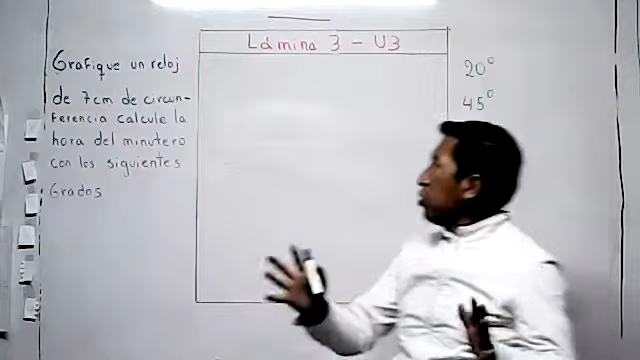 Lámina 3 - U3
Grafique un reloj
de 7cm de circun-
ferencia calcule la
hora del minutero
con los siguientes
Grados
20°
45°